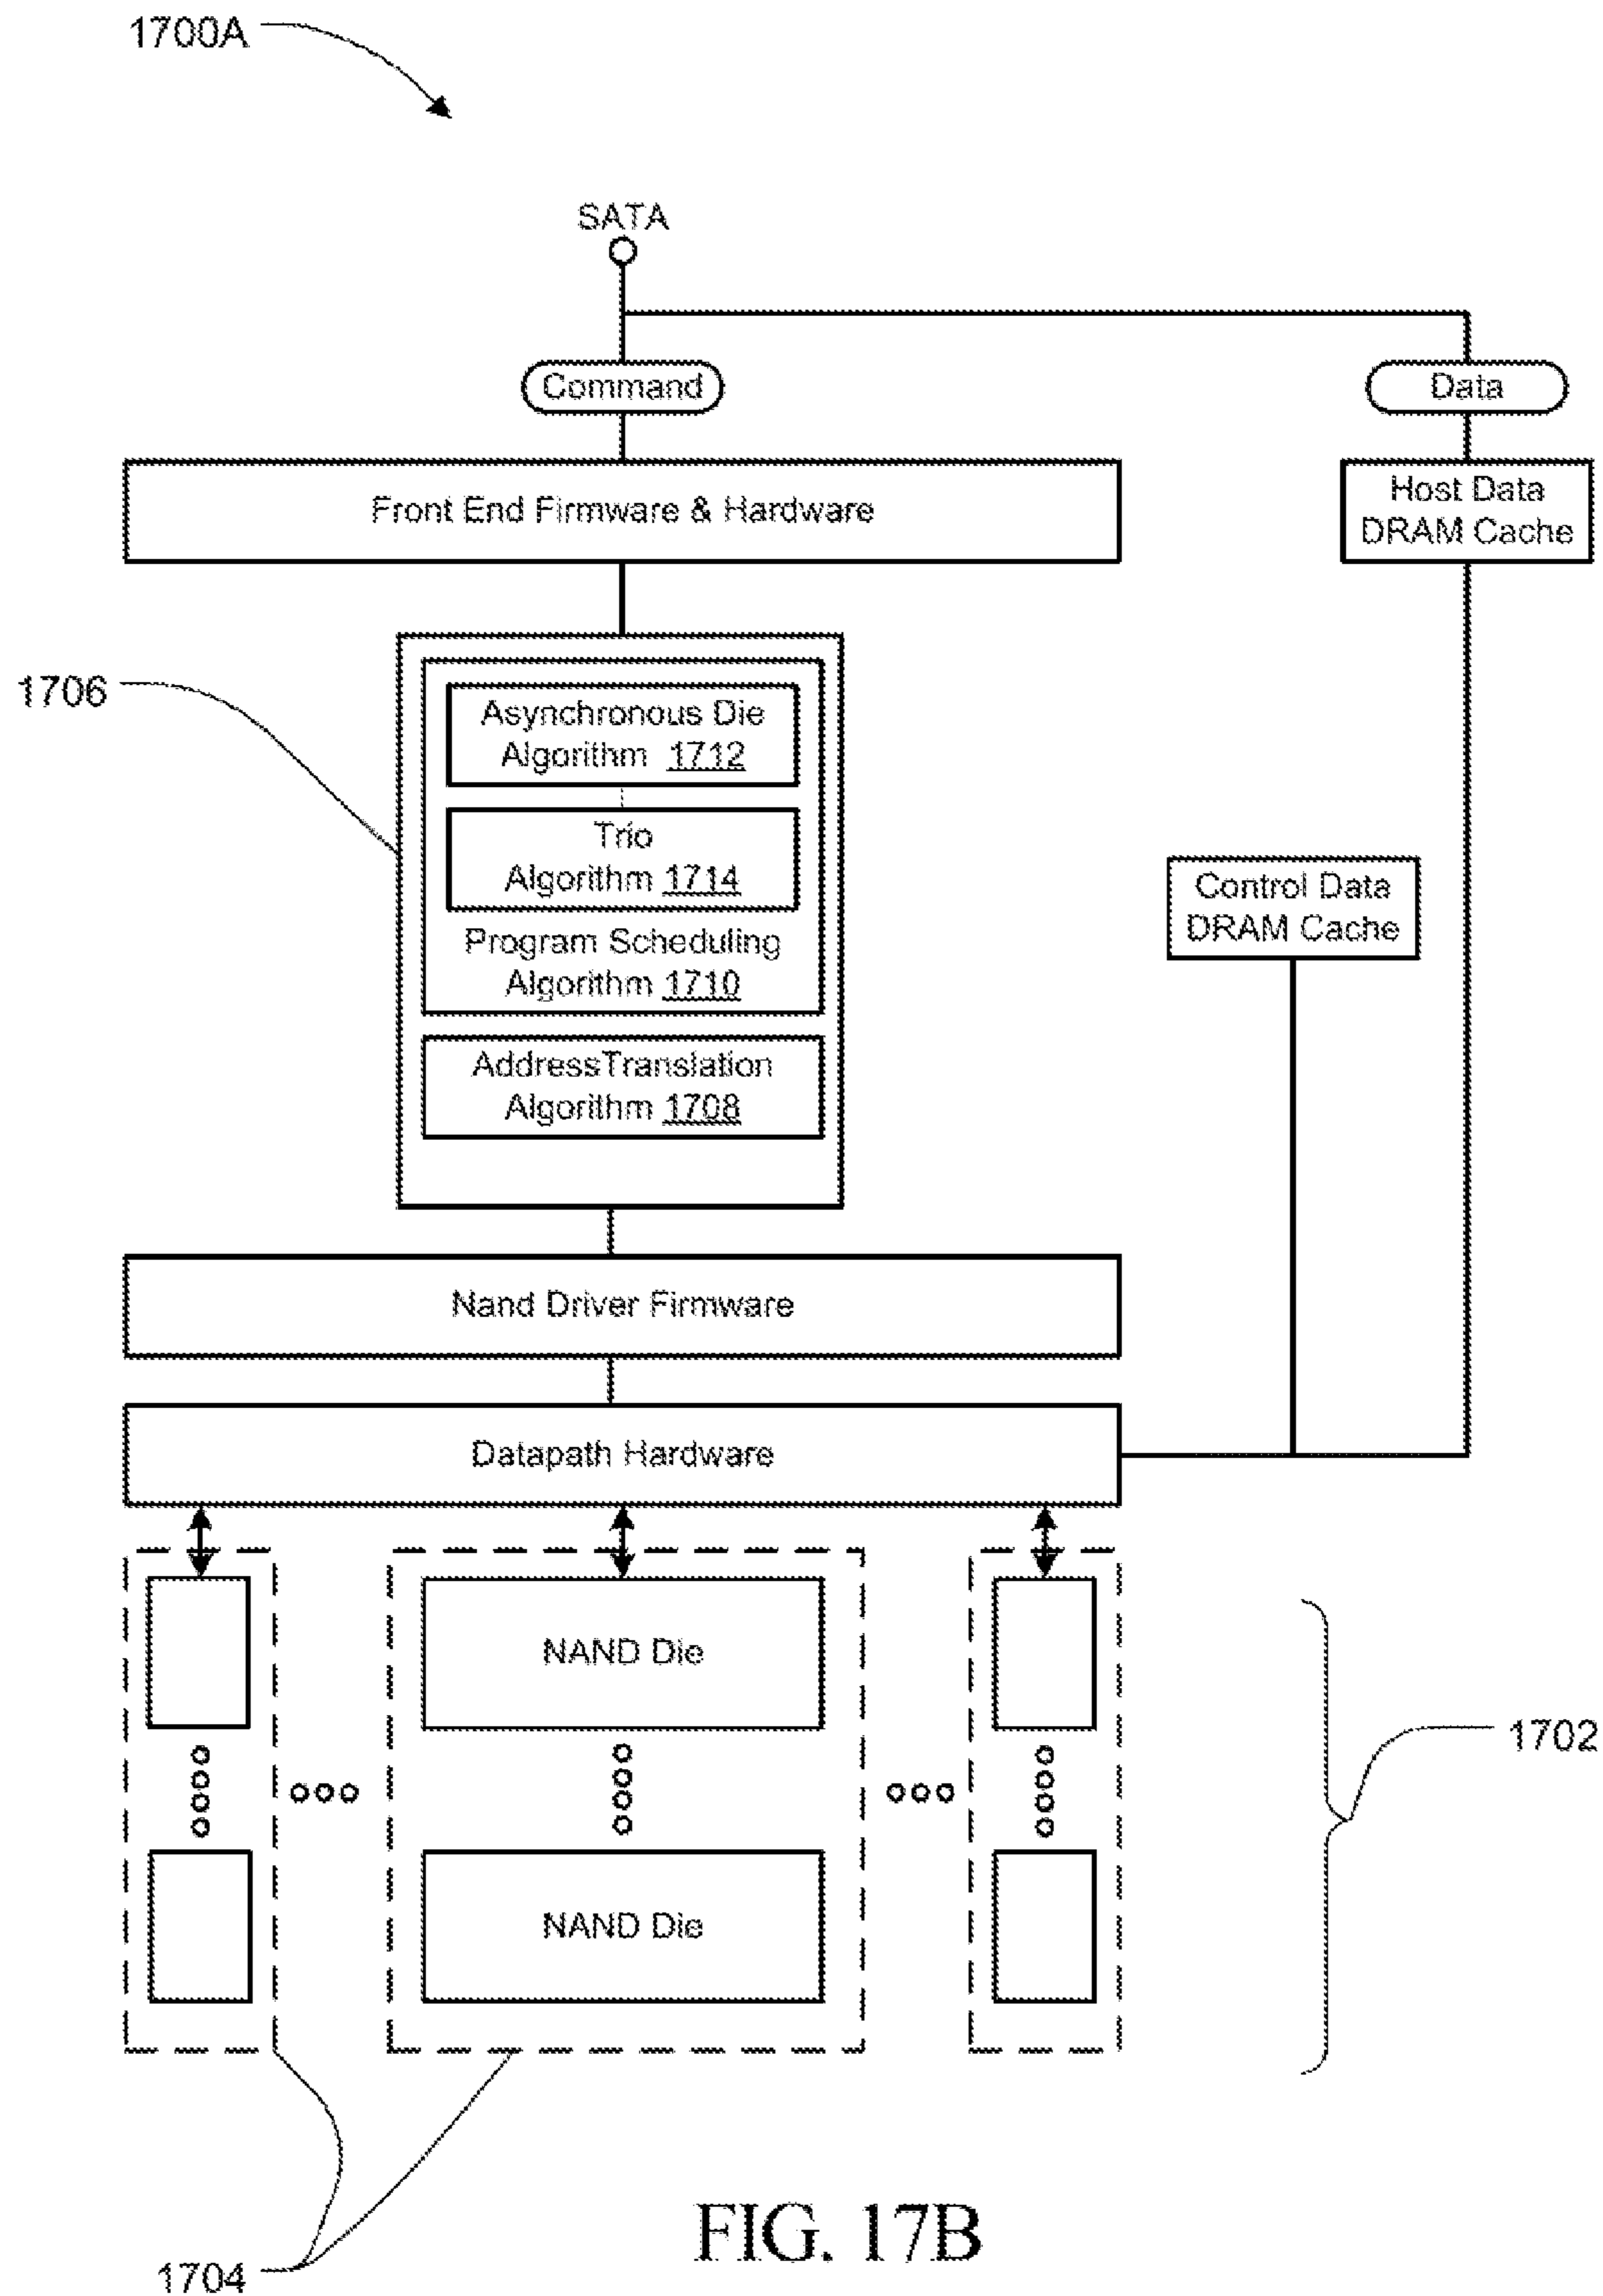 1700A
SATA
Command
Data
Front End Firmware & Hardware
Host Data
DRAM Cache
1706
Asynchronous Die
Algorithm 1712
Trio
Algorithm 1714
Program Scheduling
Algorithm 1710
Control Data
DRAM Cache
AddressTranslation
Algorithm 1708
Nand Driver Firmware
Datapath Hardware
NAND Die
1702
NAND Die
1704
FIG. 17B